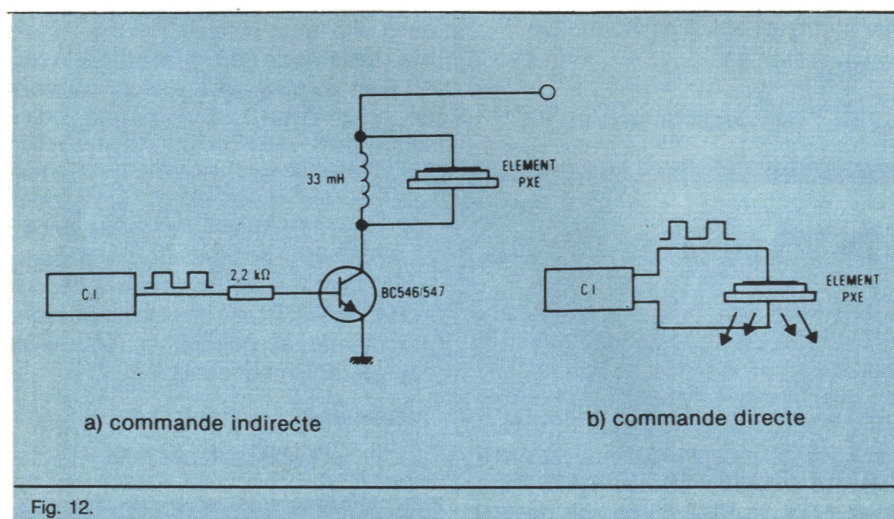 ELEMENT
PXE
33 mH
C.I.
2,2 kΩ
BC546/547
C I
ELEMENT
PXE
a) commande indirecte
b) commande directe
Fig. 12.